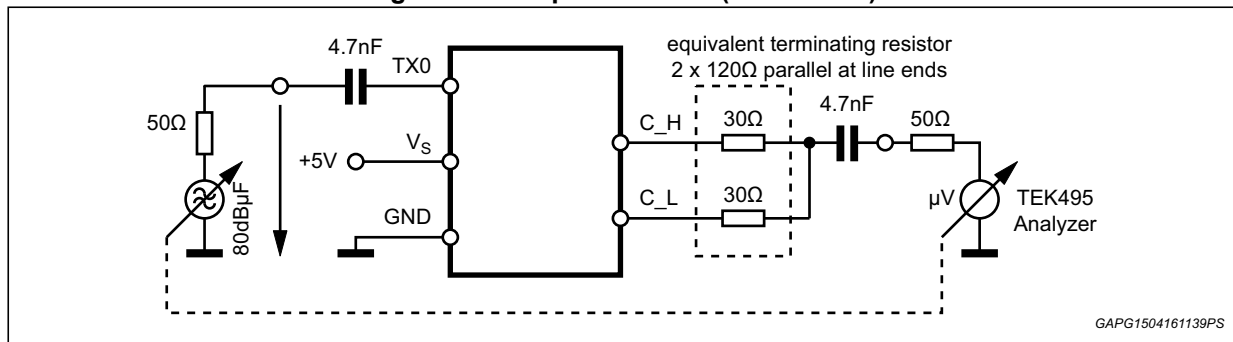 4.7nF
TX0
50Ω
80dBµF
+5V
VS
GND
C_H
C_L
equivalent terminating resistor
2 x 120Ω parallel at line ends
30Ω
30Ω
4.7nF
50Ω
µV
TEK495
Analyzer
GAPG1504161139PS